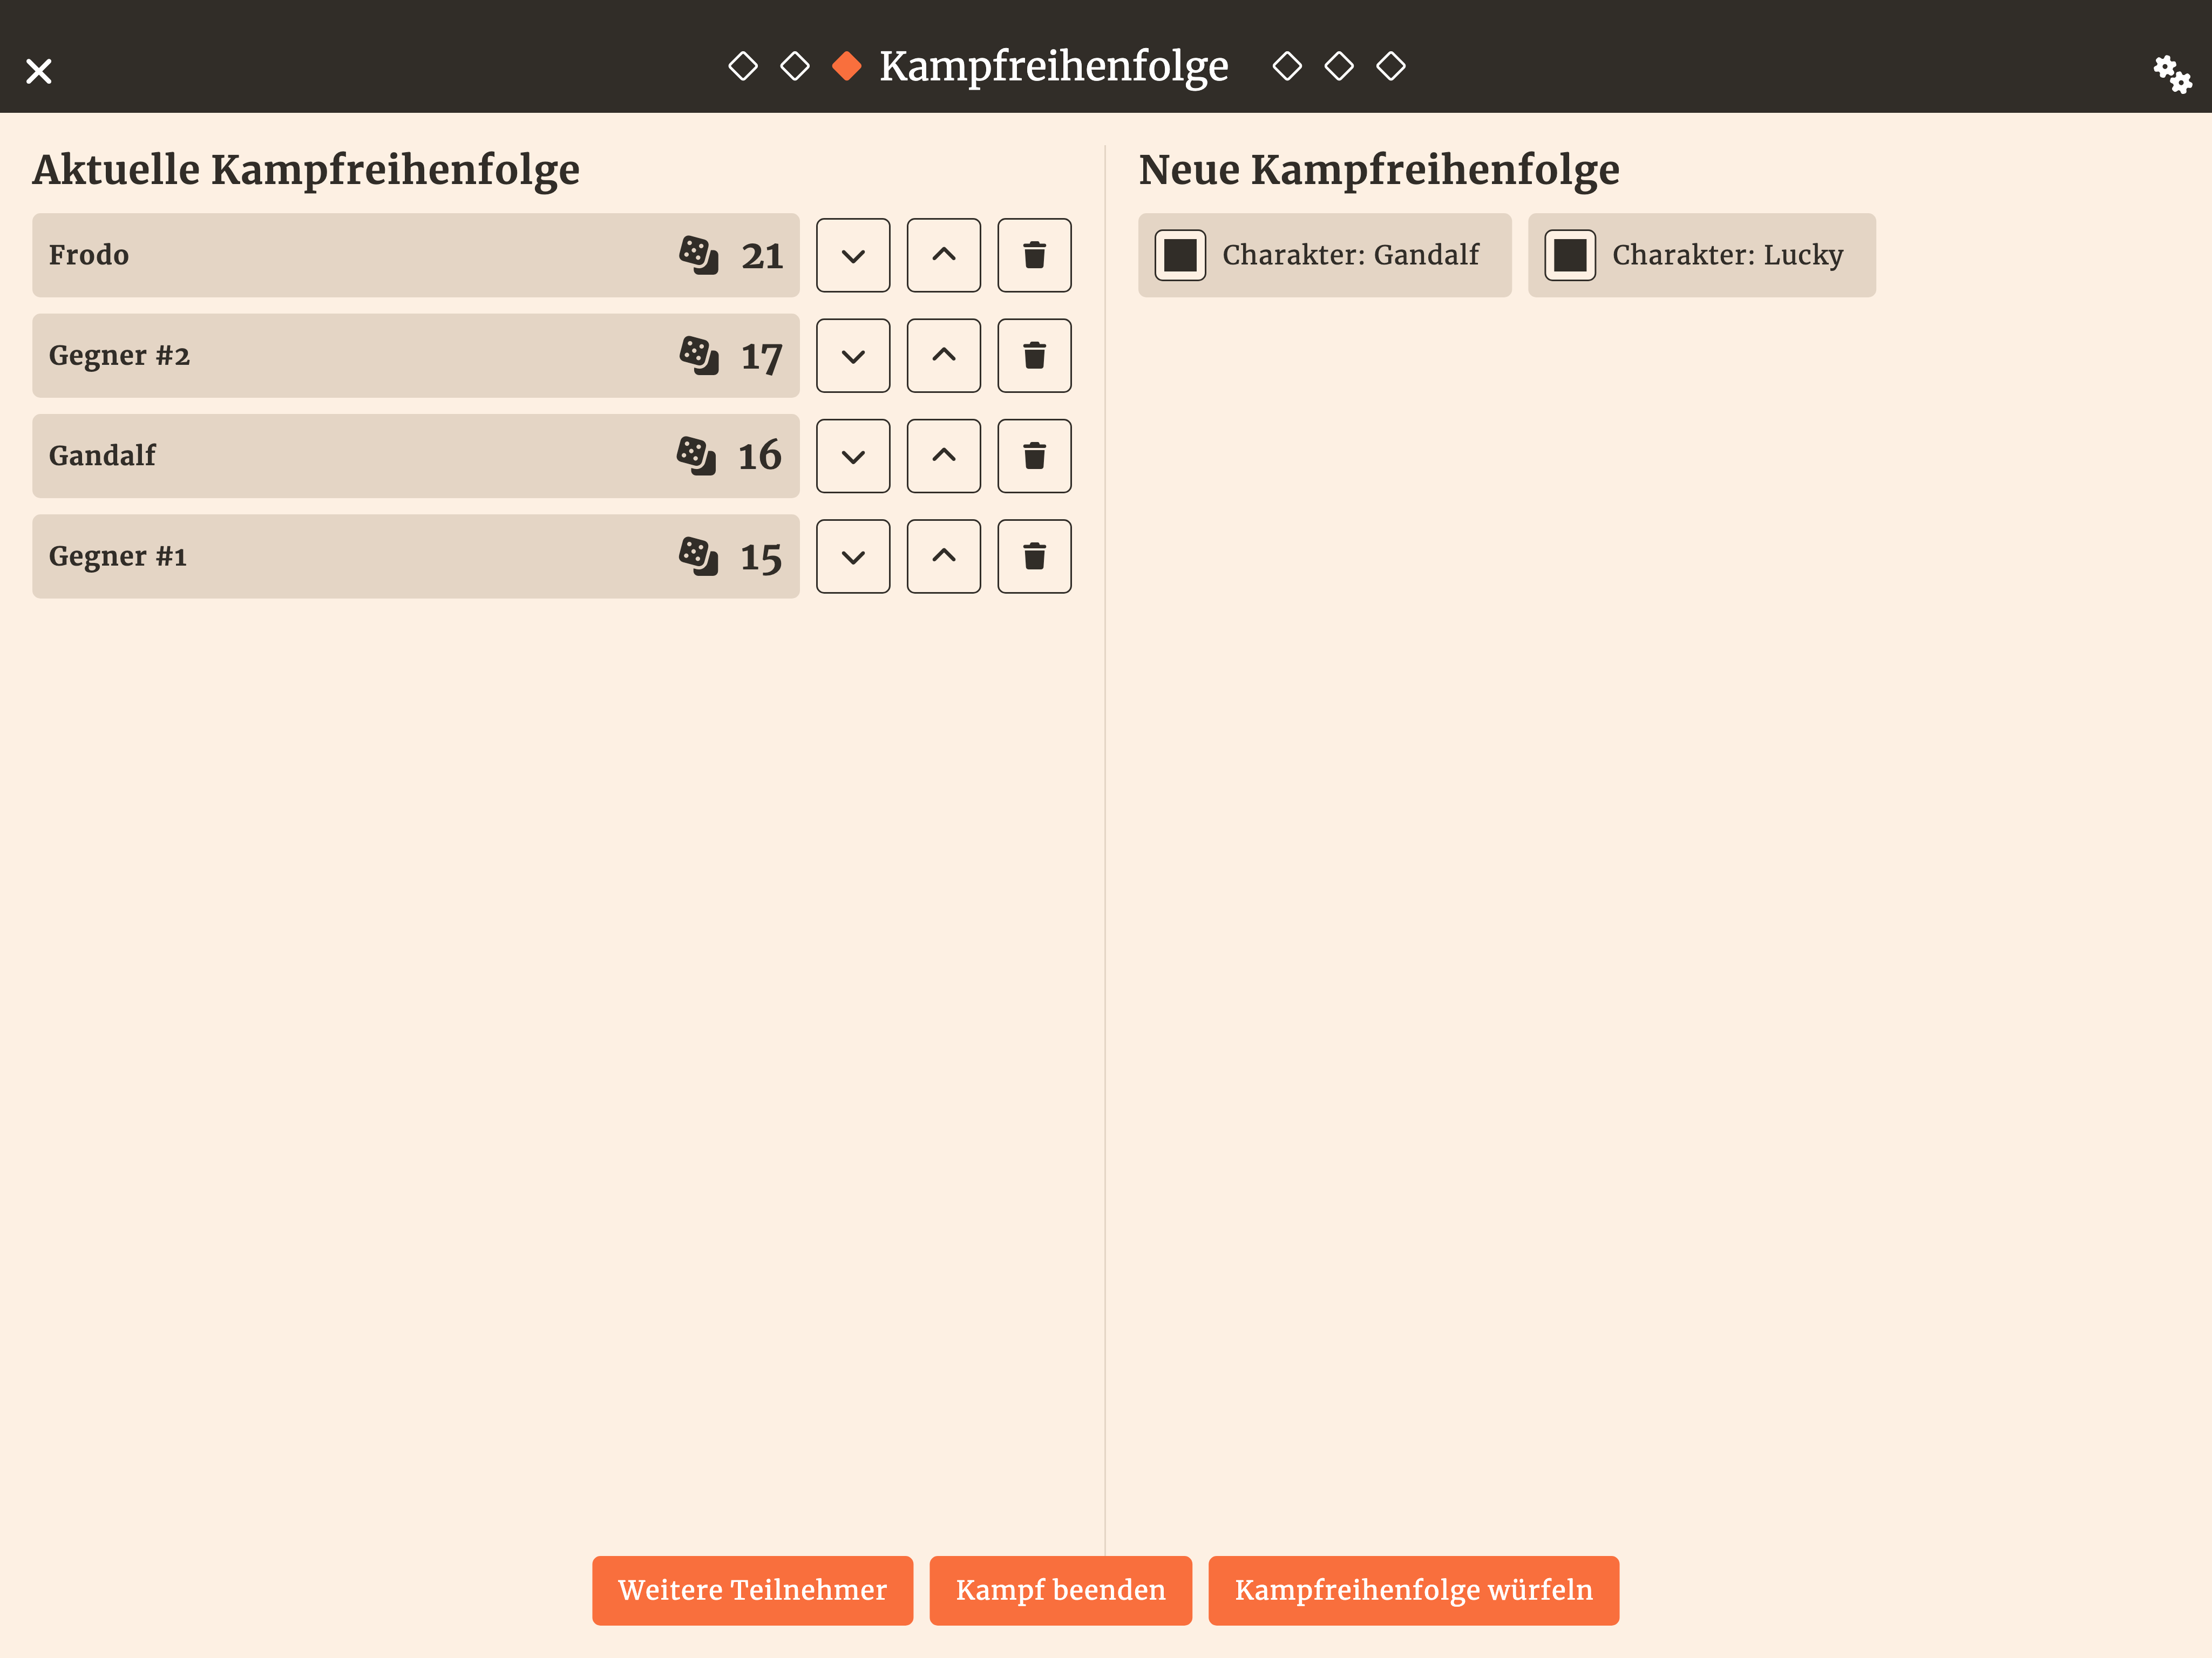 Kampfreihenfolge
Aktuelle Kampfreihenfolge
Frodo 21
Gegner #2 17
Gandalf 16
Gegner #1 15
Neue Kampfreihenfolge
Charakter: Gandalf
Charakter: Lucky
Weitere Teilnehmer
Kampf beenden
Kampfreihenfolge würfeln